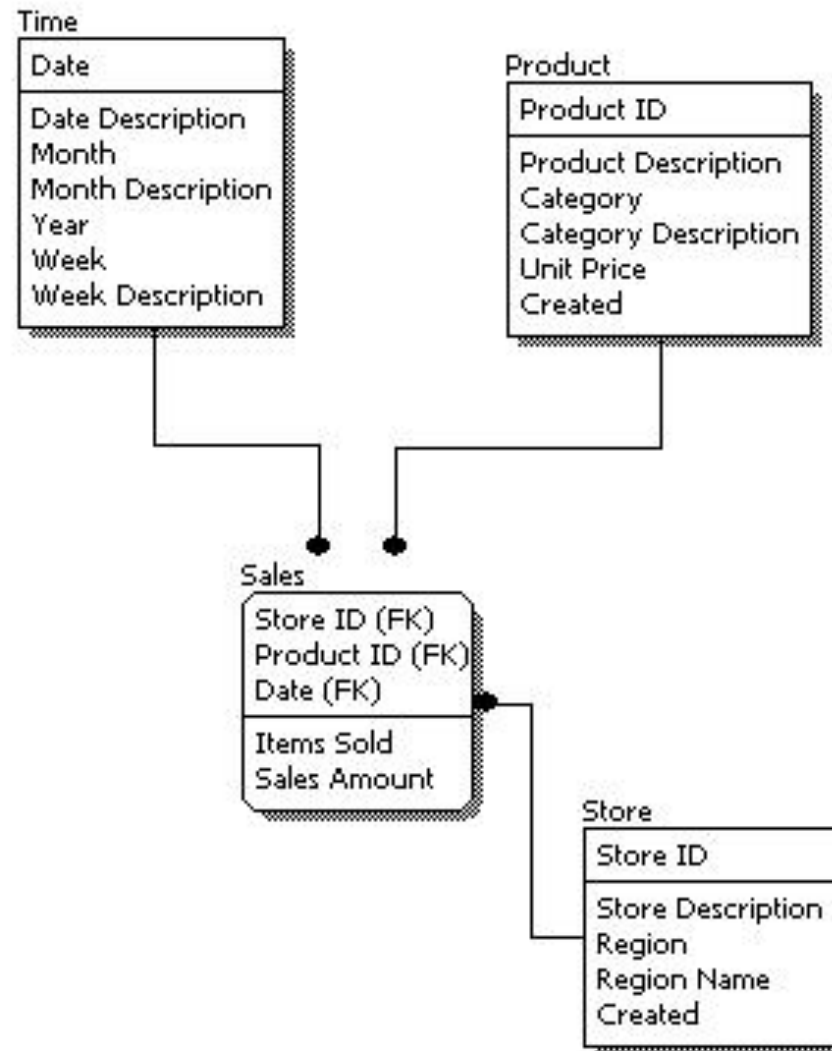 Time
Date
Date Description
Month
Month Description
Year
Week
Week Description
Product
Product ID
Product Description
Category
Category Description
Unit Price
Created
Sales
Store ID (FK)
Product ID (FK)
Date (FK)
Items Sold
Sales Amount
Store
Store ID
Store Description
Region
Region Name
Created